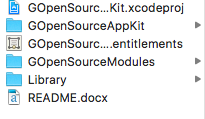 GOpenSourc...Kit.xcodeproj
GOpenSourceAppKit
GOpenSourc....entitlements
GOpenSourceModules
Library
README.docx